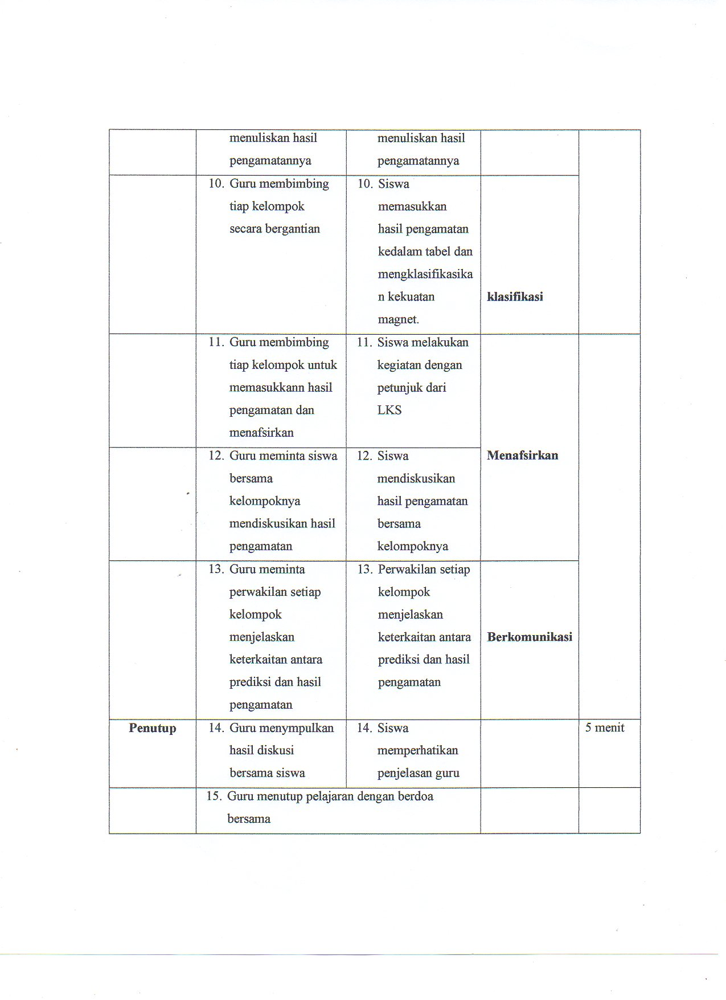 menuliskan hasil
pengamatannya
menuliskan hasil
pengamatannya
10. Guru membimbing
tiap kelompok
secara bergantian
10. Siswa
memasukkan
hasil pengamatan
kedalam tabel dan
mengklasifikasika
n kekuatan
magnet.
klasifikasi
11. Guru membimbing
tiap kelompok untuk
memasukkann hasil
pengamatan dan
menafsirkan
11. Siswa melakukan
kegiatan dengan
petunjuk dari
LKS
Menafsirkan
12. Guru meminta siswa
bersama
kelompoknya
mendiskusikan hasil
pengamatan
12. Siswa
mendiskusikan
hasil pengamatan
bersama
kelompoknya
13. Guru meminta
perwakilan setiap
kelompok
menjelaskan
keterkaitan antara
prediksi dan hasil
pengamatan
13. Perwakilan setiap
kelompok
menjelaskan
keterkaitan antara
prediksi dan hasil
pengamatan
Berkomunikasi
Penutup
14. Guru menympulkan
hasil diskusi
bersama siswa
14. Siswa
memperhatikan
penjelasan guru
5 menit
15. Guru menutup pelajaran dengan berdoa
bersama